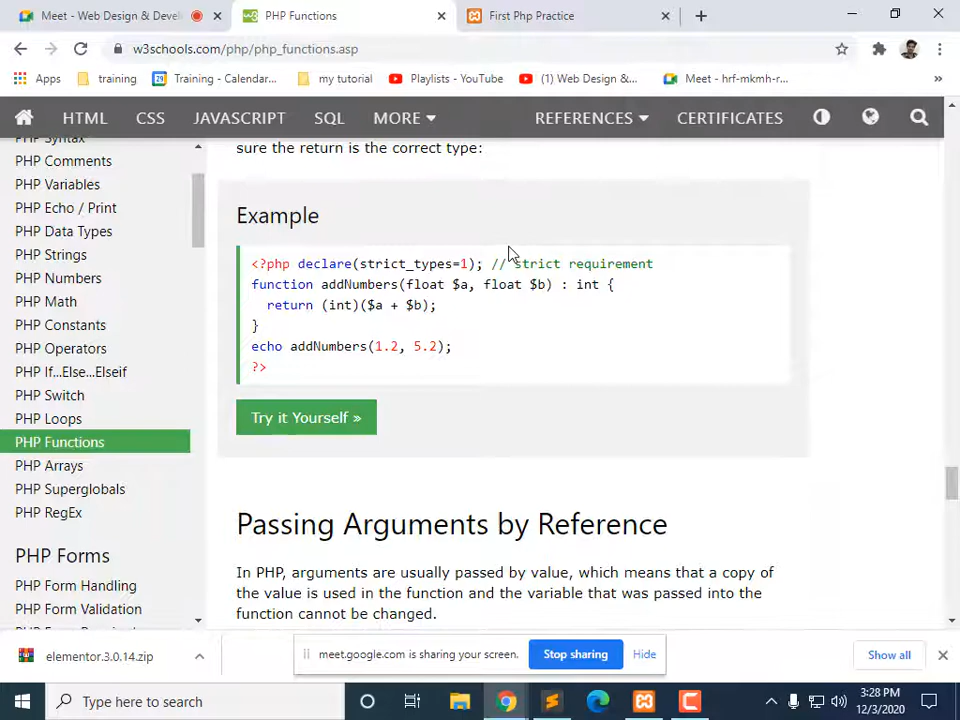 Meet - Web Design & Devel
PHP Functions
First Php Practice
w3schools.com/php/php_functions.asp
Apps
training
Training - Calendar...
my tutorial
Playlists - YouTube
(1) Web Design &...
Meet - hrf-mkmh-r...
»
HTML
CSS
JAVASCRIPT
SQL
MORE
REFERENCES
CERTIFICATES
PHP Comments
PHP Variables
PHP Echo / Print
PHP Data Types
PHP Strings
PHP Numbers
PHP Math
PHP Constants
PHP Operators
PHP If...Else...Elseif
PHP Switch
PHP Loops
PHP Functions
PHP Arrays
PHP Superglobals
PHP RegEx
PHP Forms
PHP Form Handling
PHP Form Validation
sure the return is the correct type:
Example
<?php declare(strict_types=1); // strict requirement
function addNumbers(float $a, float $b) : int {
return (int)($a + $b);
}
echo addNumbers(1.2, 5.2);
?>
Try it Yourself »
Passing Arguments by Reference
In PHP, arguments are usually passed by value, which means that a copy of
the value is used in the function and the variable that was passed into the
function cannot be changed.
elementor.3.0.14.zip
meet.google.com is sharing your screen.
Stop sharing
Hide
Show all
Type here to search
3:28 PM
12/3/2020